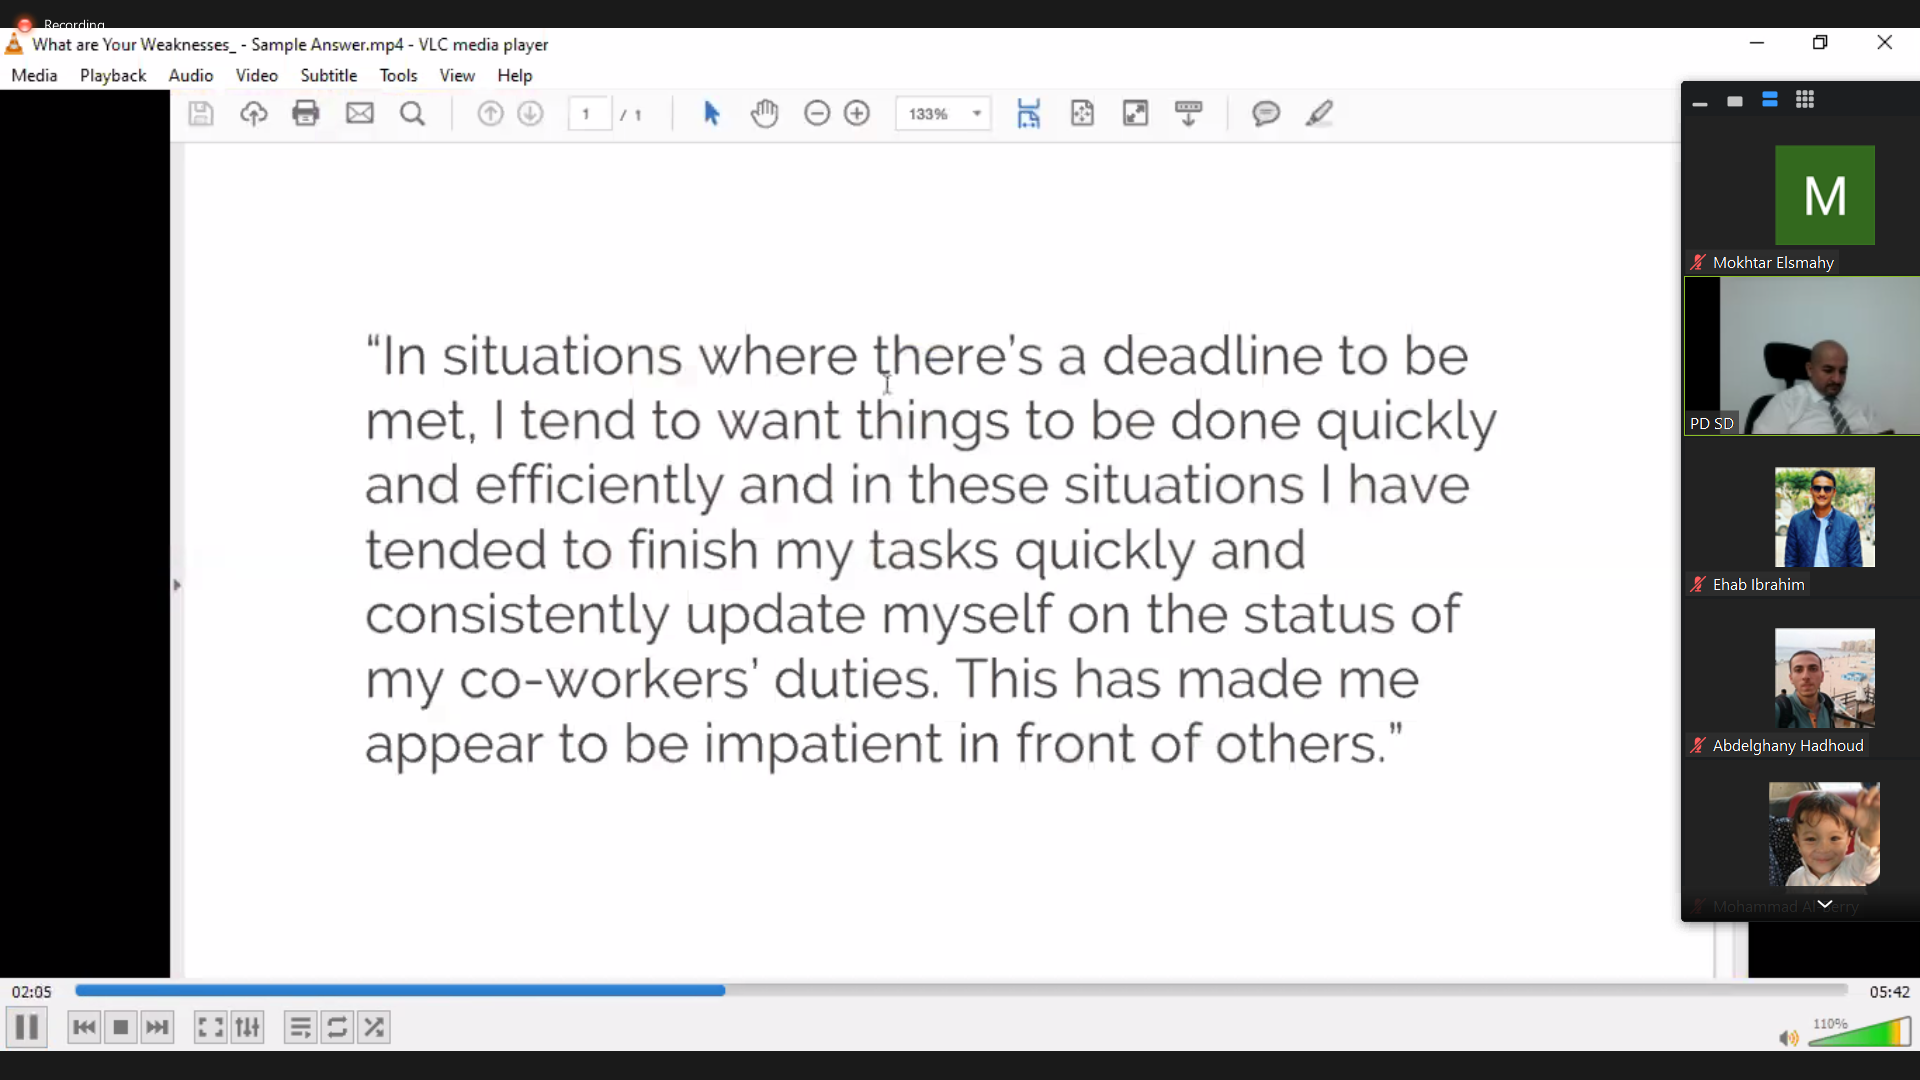 Recording
What are Your Weaknesses_ - Sample Answer.mp4 - VLC media player
Media Playback Audio Video Subtitle Tools View Help
1 / 1
133%
“In situations where there’s a deadline to be
met, I tend to want things to be done quickly
and efficiently and in these situations I have
tended to finish my tasks quickly and
consistently update myself on the status of
my co-workers’ duties. This has made me
appear to be impatient in front of others.”
M
Mokhtar Elsmahy
PD SD
Ehab Ibrahim
Abdelghany Hadhoud
Mohammad
02:05
05:42
110%